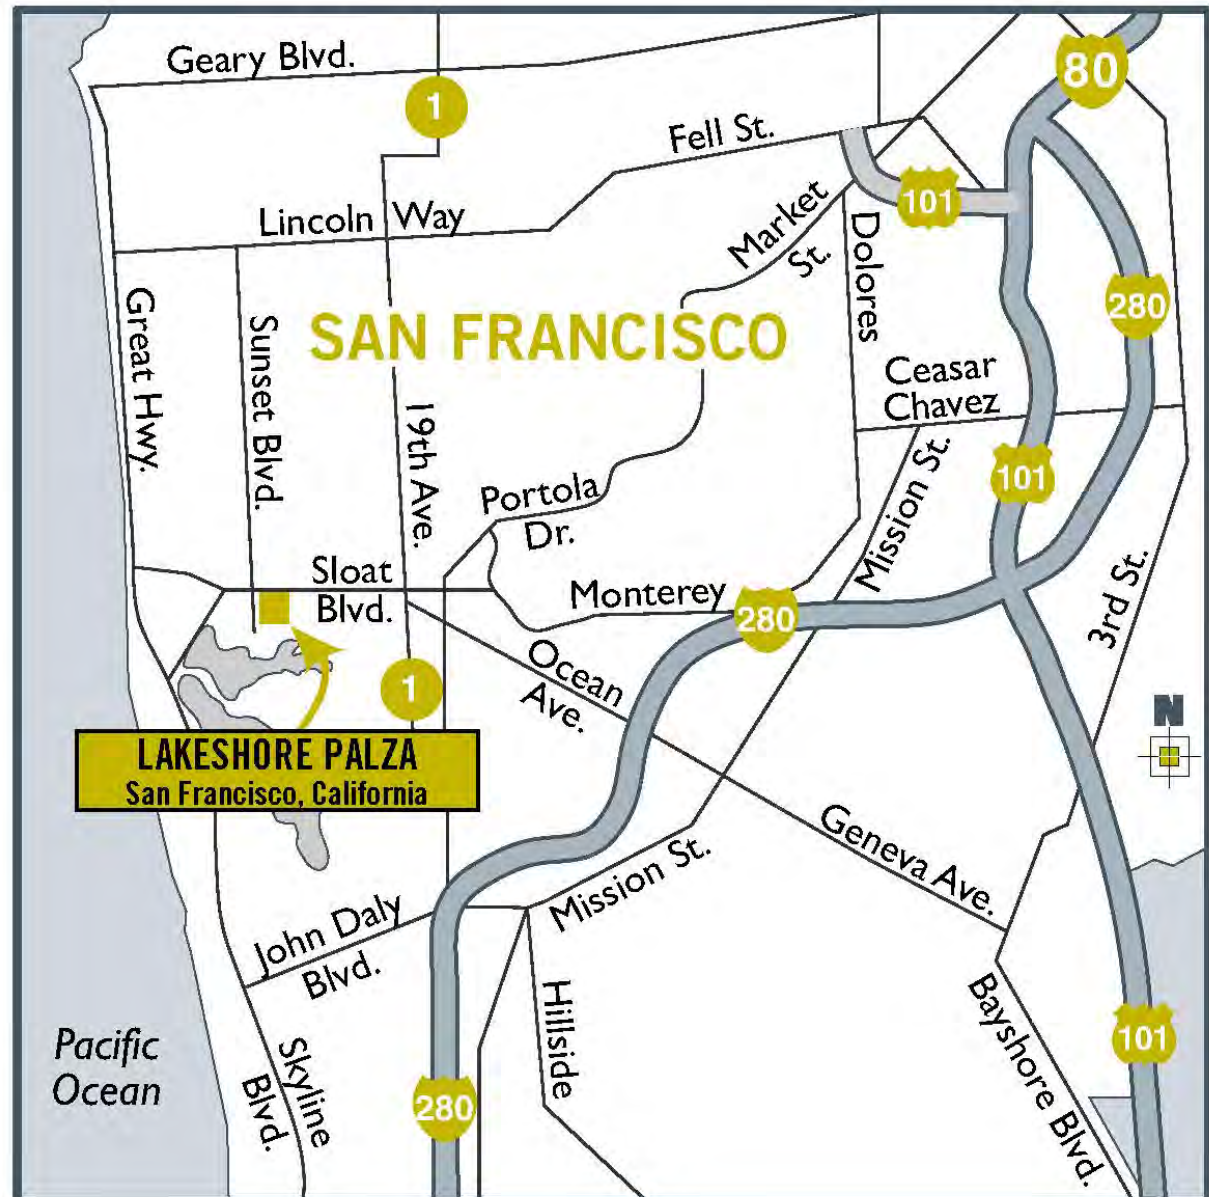 Geary Blvd.
80
1
Fell St.
101
Lincoln Way
Market
St.
Dolores
280
Great Hwy.
Sunset Blvd.
SAN FRANCISCO
Ceasar
Chavez
19th Ave.
Mission St.
101
Portola
Dr.
Sloat
Blvd.
Monterey
280
3rd St.
Ocean
Ave.
1
N
LAKESHORE PALZA
San Francisco, California
Geneva Ave.
Mission St.
John Daly
Blvd.
Hillside
Bayshore Blvd.
101
Pacific
Ocean
Skyline
Blvd.
280